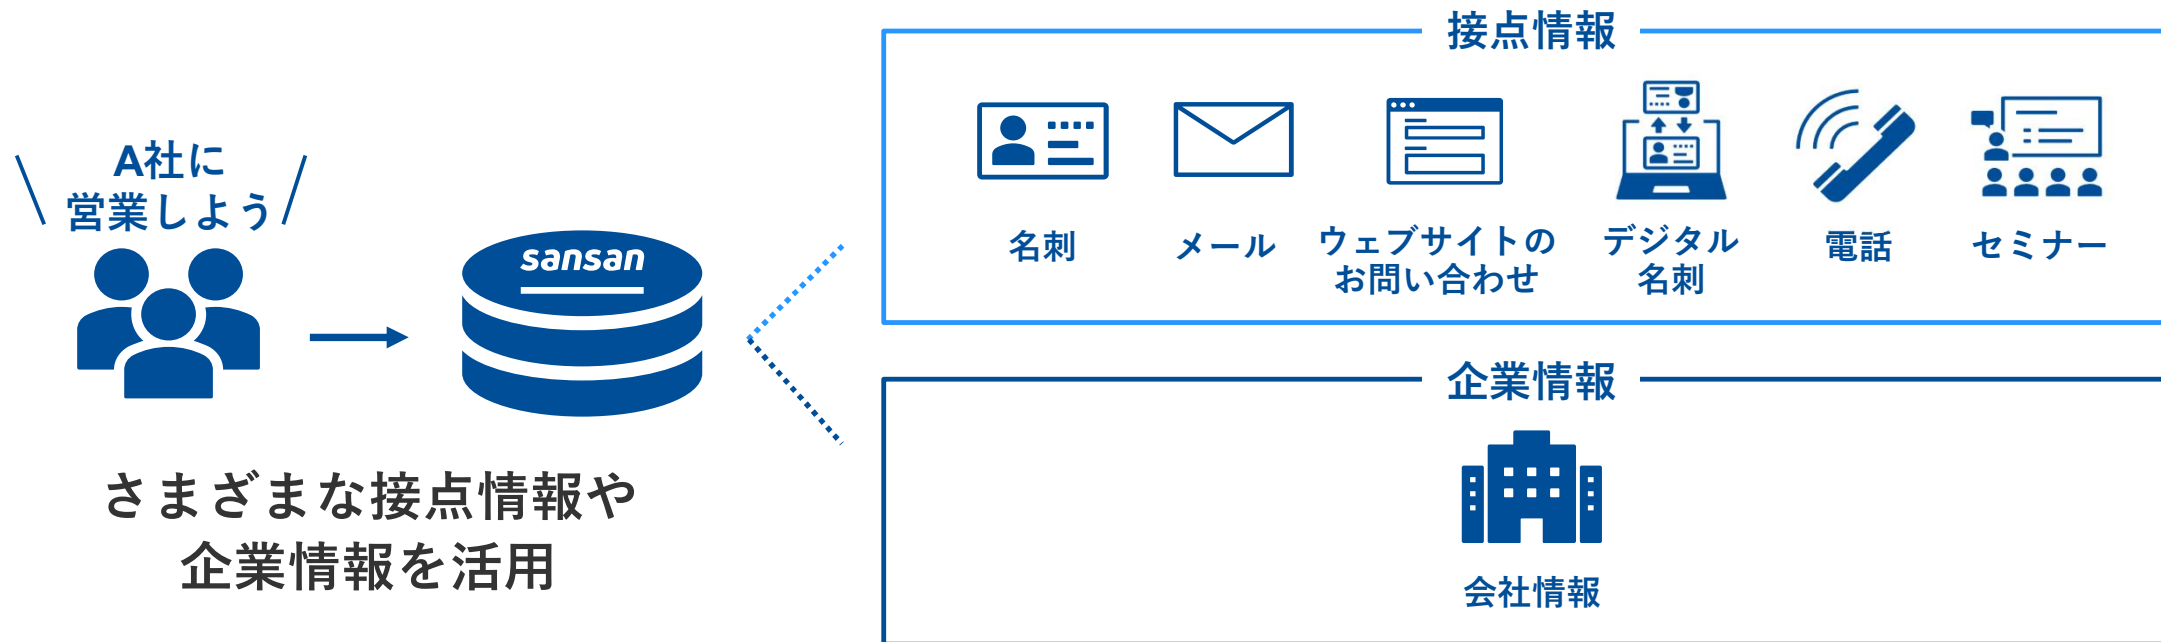 A社に
営業しよう
sansan
さまざまな接点情報や
企業情報を活用
接点情報
名刺
メール
ウェブサイトの
お問い合わせ
デジタル
名刺
電話
セミナー
企業情報
会社情報